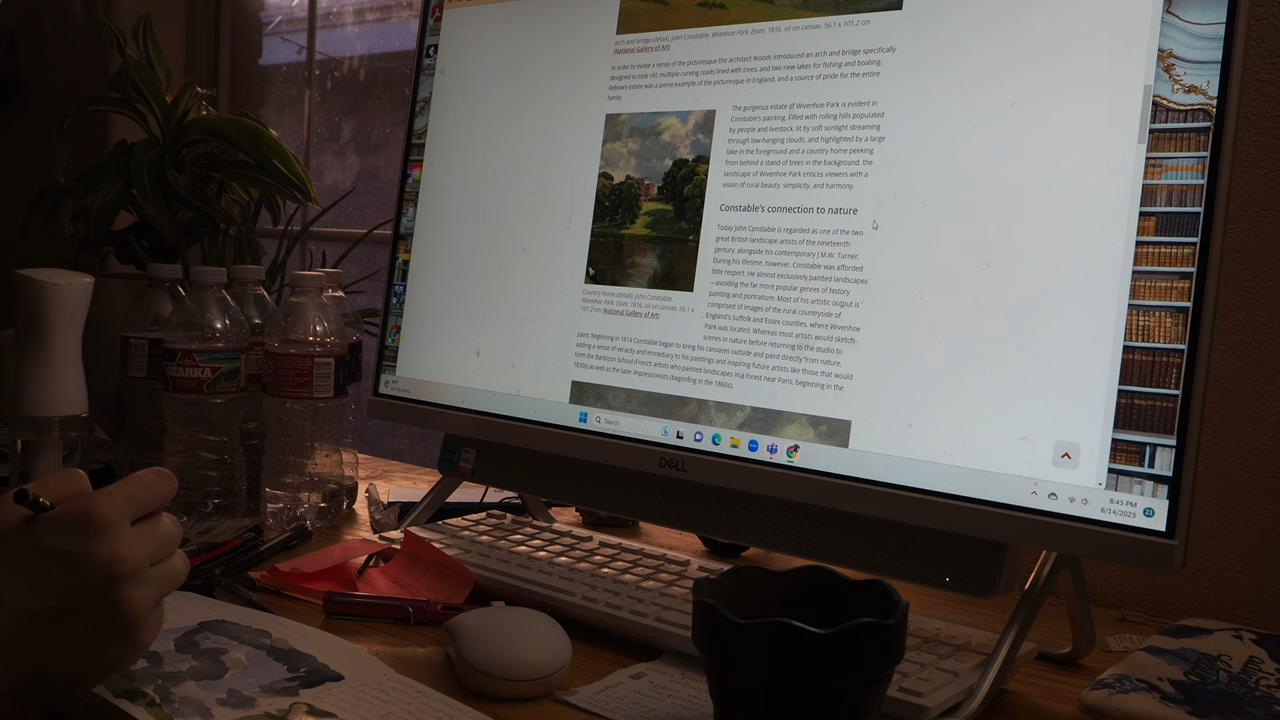 Arch and bridge (detail), John Constable, Wivenhoe Park, Essex, 1816, oil on canvas. 56.1 x 101.2 cm
(National Gallery of Art)
In order to evoke a sense of the picturesque the architect Woods introduced an arch and bridge specifically
designed to look old, multiple curving roads lined with trees, and two new lakes for fishing and boating.
Rebow's estate was a prime example of the picturesque in England, and a source of pride for the entire
family.
The gorgeous estate of Wivenhoe Park is evident in
Constable's painting. Filled with rolling hills populated
by people and livestock, lit by soft sunlight streaming
through low-hanging clouds, and highlighted by a large
lake in the foreground and a country home peeking
from behind a stand of trees in the background, the
landscape of Wivenhoe Park entices viewers with a
vision of rural beauty, simplicity, and harmony.
Country home (detail), John Constable,
Wivenhoe Park, Essex, 1816, oil on canvas. 56.1 x
101.2 cm (National Gallery of Art)
Constable's connection to nature
Today John Constable is regarded as one of the two
great British landscape artists of the nineteenth
century, alongside his contemporary J.M.W. Turner.
During his lifetime, however, Constable was afforded
little respect. He almost exclusively painted landscapes
—avoiding the far more popular genres of history
painting and portraiture. Most of his artistic output is
comprised of images of the rural countryside of
England's Suffolk and Essex counties, where Wivenhoe
Park was located. Whereas most artists would sketch
scenes in nature before returning to the studio to
paint, beginning in 1814 Constable began to bring his canvases outside and paint directly from nature,
adding a sense of veracity and immediacy to his paintings and inspiring future artists like those that would
form the Barbizon School (French artists who painted landscapes in a forest near Paris, beginning in the
1830s) as well as the later Impressionists (beginning in the 1860s).
Search
8:45 PM
6/14/2023
23
DELL
OZARKA